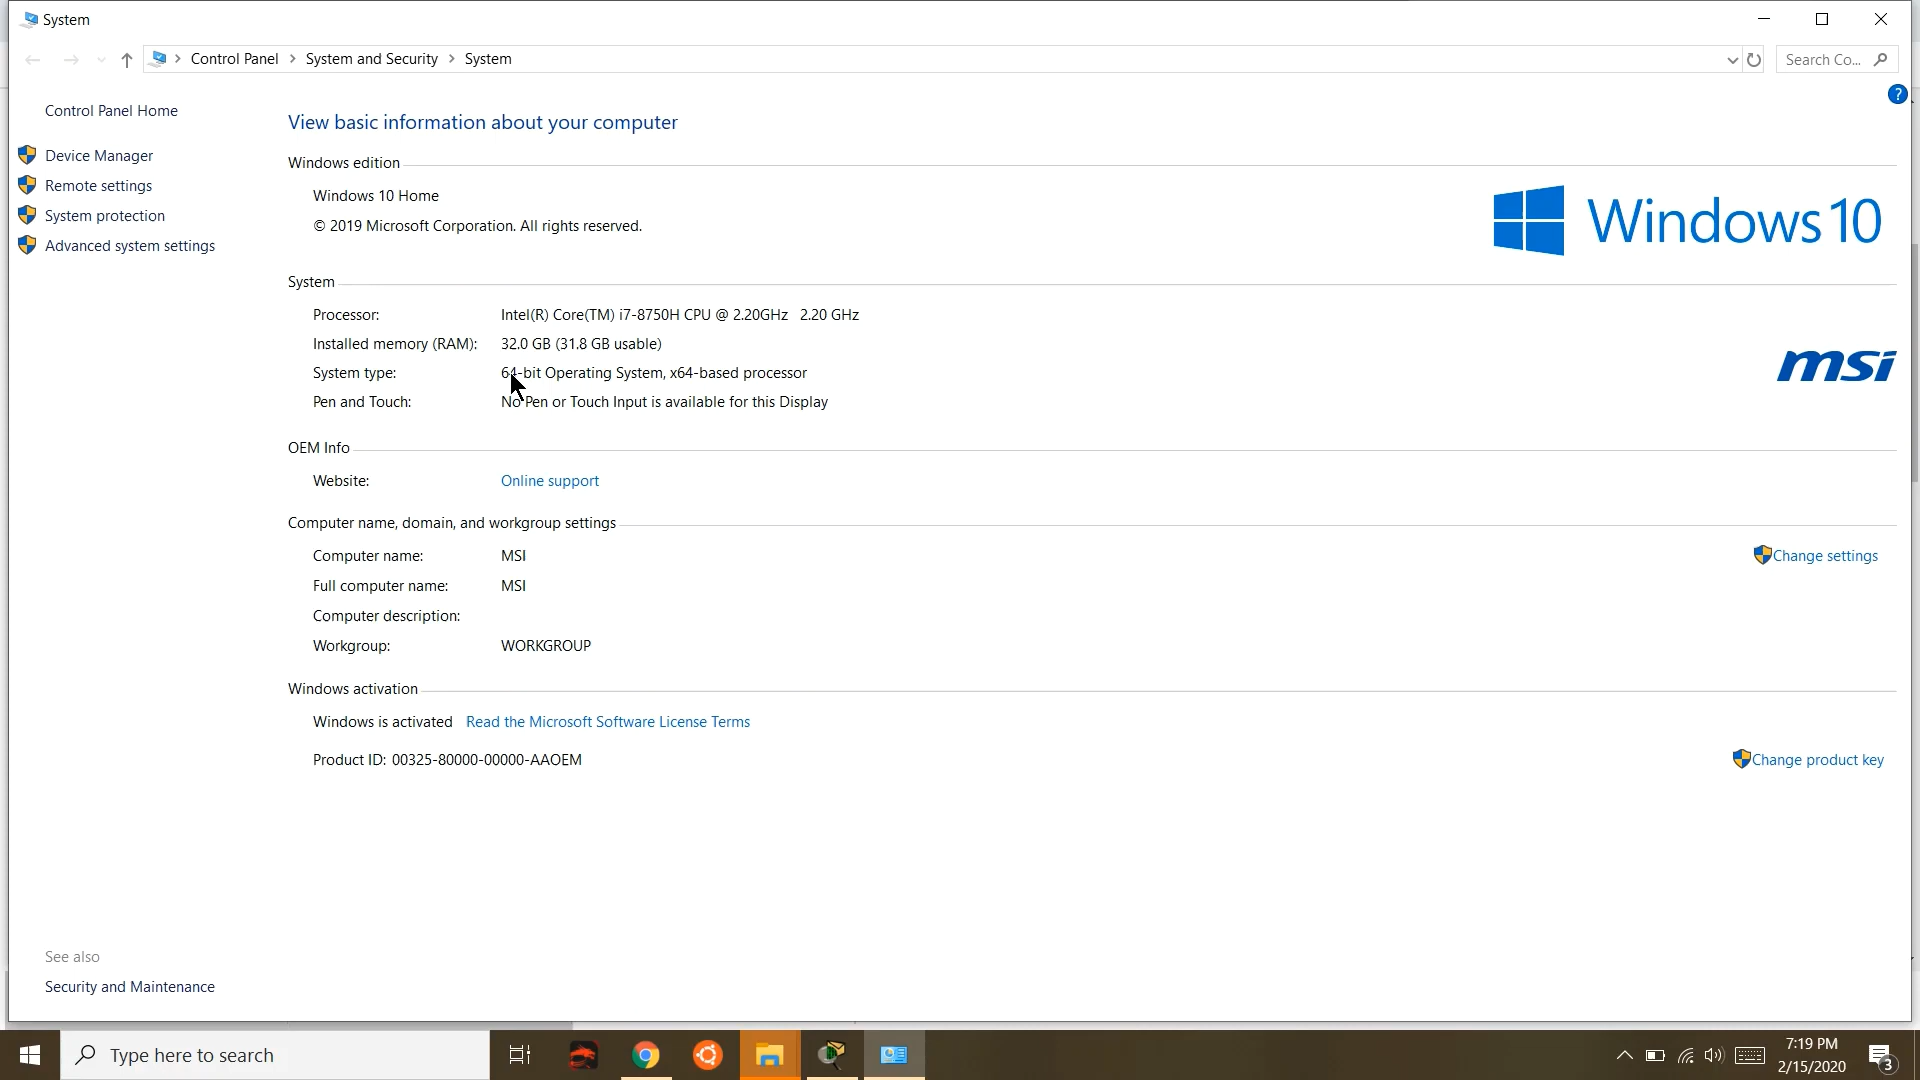 System
Control Panel > System and Security > System
Search Co...
Control Panel Home
Device Manager
Remote settings
System protection
Advanced system settings
View basic information about your computer
Windows edition
Windows 10 Home
© 2019 Microsoft Corporation. All rights reserved.
Windows 10
System
Processor: Intel(R) Core(TM) i7-8750H CPU @ 2.20GHz 2.20 GHz
Installed memory (RAM): 32.0 GB (31.8 GB usable)
System type: 64-bit Operating System, x64-based processor
Pen and Touch: No Pen or Touch Input is available for this Display
msi
OEM Info
Website: Online support
Computer name, domain, and workgroup settings
Computer name: MSI
Change settings
Full computer name: MSI
Computer description:
Workgroup: WORKGROUP
Windows activation
Windows is activated Read the Microsoft Software License Terms
Product ID: 00325-80000-00000-AAOEM
Change product key
See also
Security and Maintenance
Type here to search
7:19 PM
2/15/2020
3